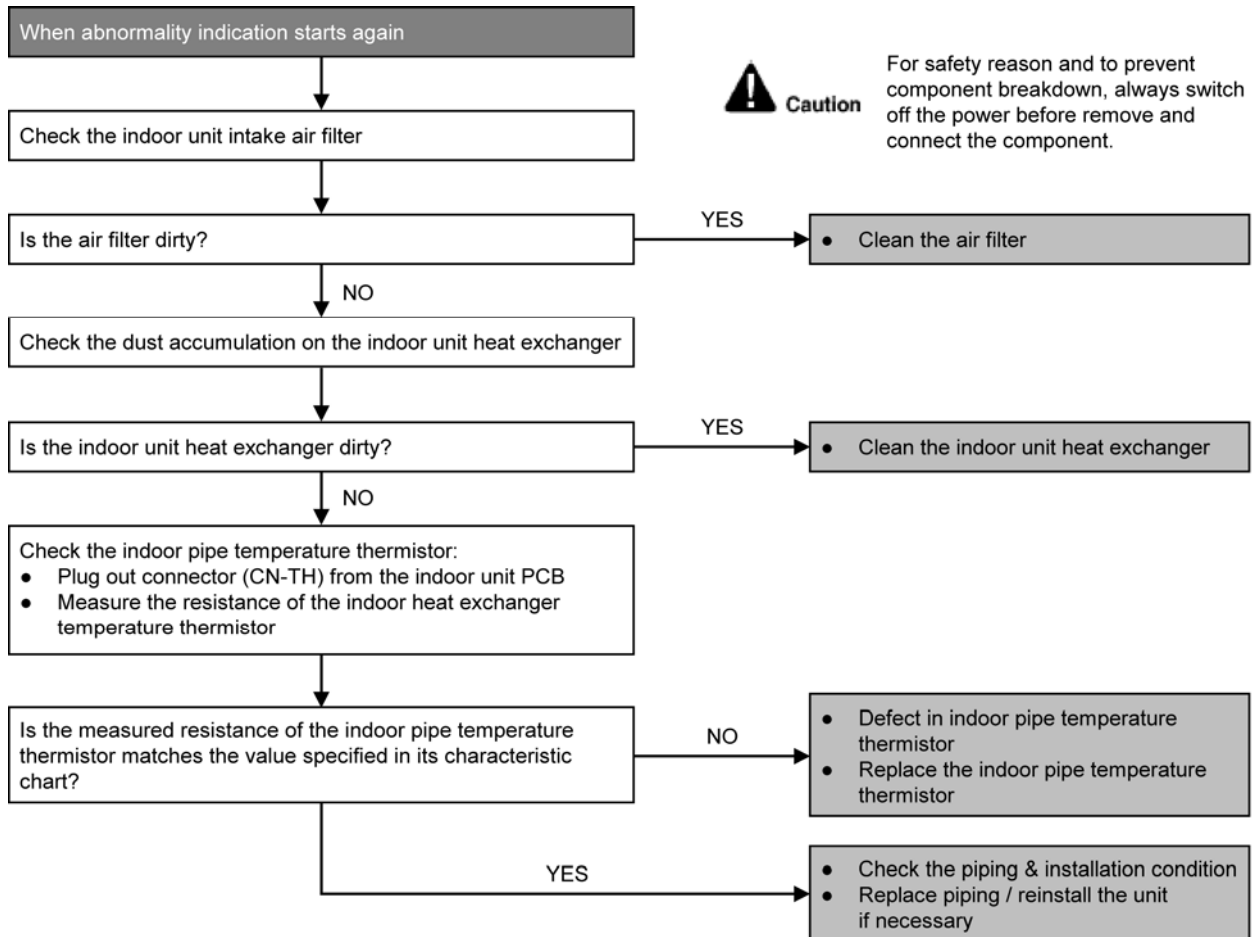 When abnormality indication starts again
Caution
For safety reason and to prevent
component breakdown, always switch
off the power before remove and
connect the component.
Check the indoor unit intake air filter
Is the air filter dirty?
YES
● Clean the air filter
NO
Check the dust accumulation on the indoor unit heat exchanger
Is the indoor unit heat exchanger dirty?
YES
● Clean the indoor unit heat exchanger
NO
Check the indoor pipe temperature thermistor:
● Plug out connector (CN-TH) from the indoor unit PCB
● Measure the resistance of the indoor heat exchanger
temperature thermistor
Is the measured resistance of the indoor pipe temperature
thermistor matches the value specified in its characteristic
chart?
NO
● Defect in indoor pipe temperature
thermistor
● Replace the indoor pipe temperature
thermistor
YES
● Check the piping & installation condition
● Replace piping / reinstall the unit
if necessary